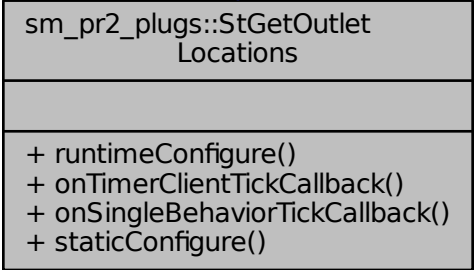 sm_pr2_plugs::StGetOutlet
Locations
+ runtimeConfigure()
+ onTimerClientTickCallback()
+ onSingleBehaviorTickCallback()
+ staticConfigure()